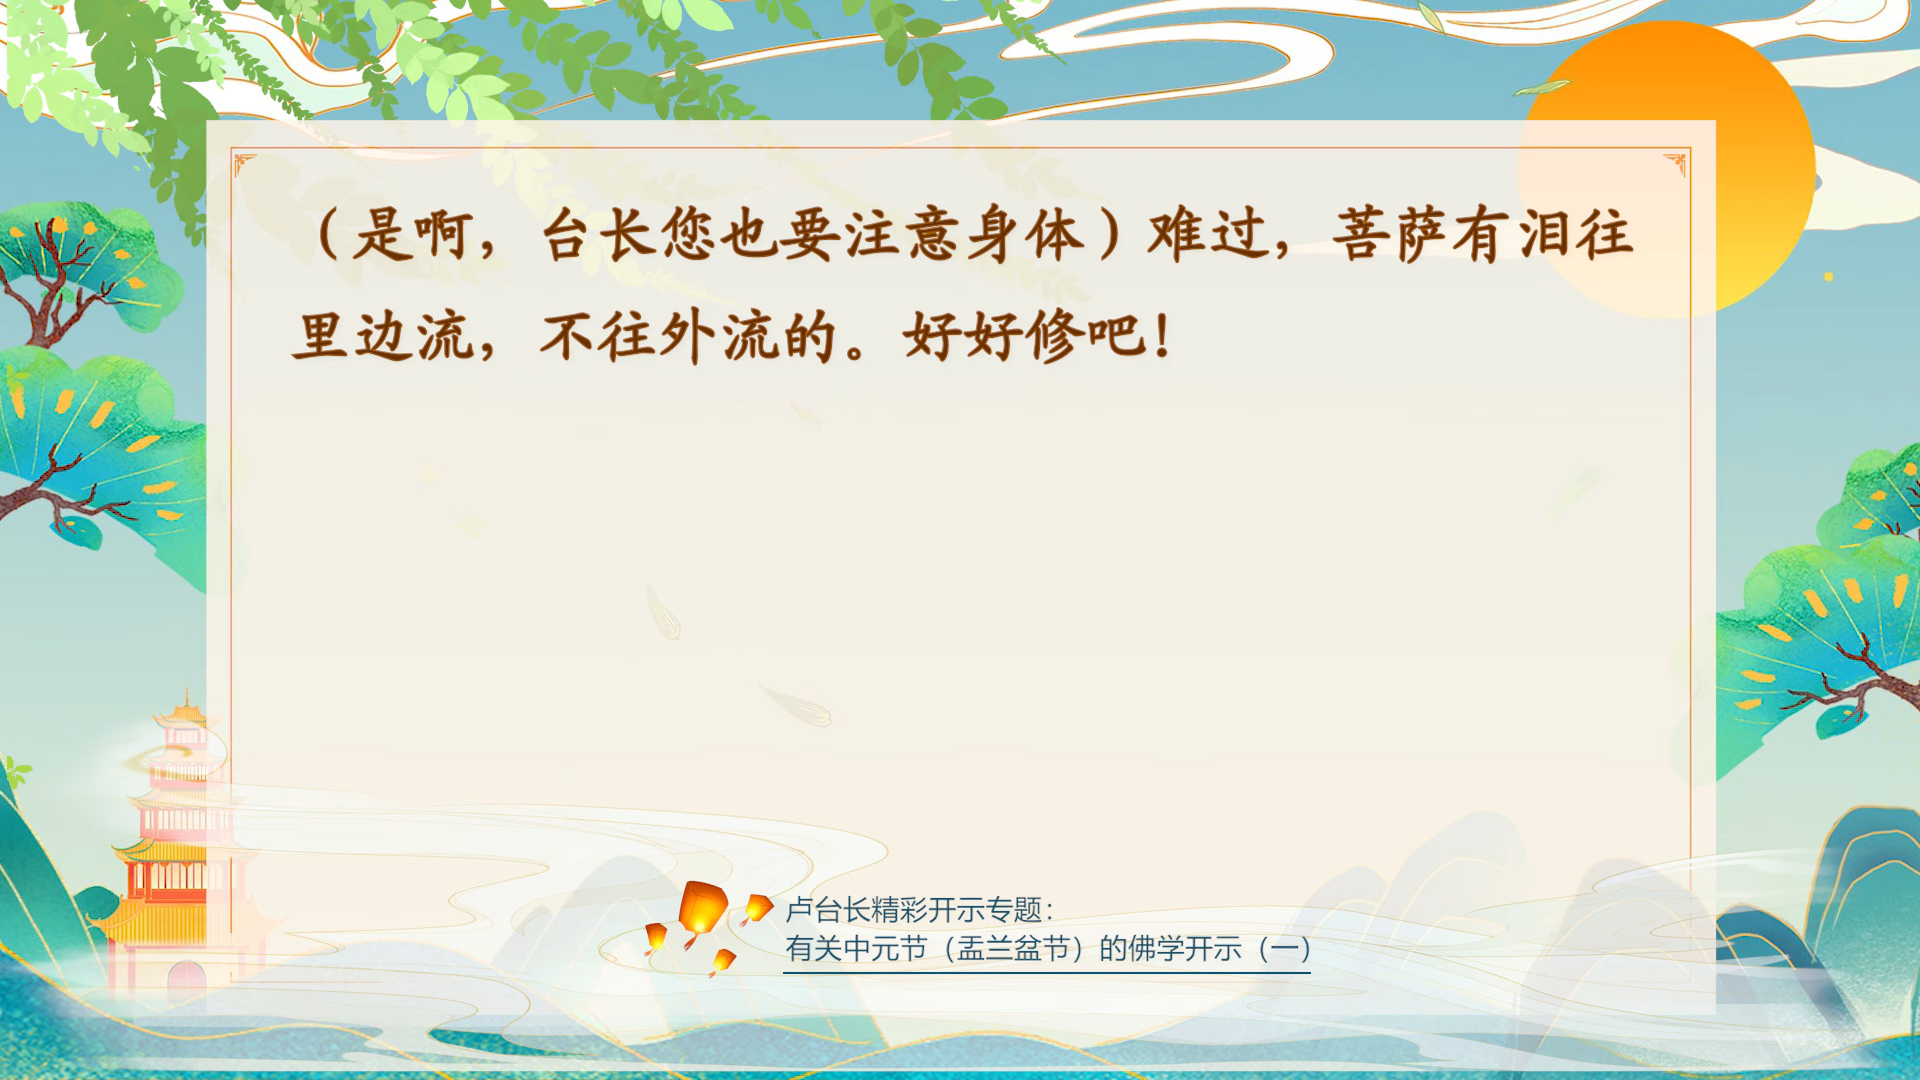 （是啊，台长您也要注意身体）难过，菩萨有泪往
里边流，不往外流的。好好修吧！
卢台长精彩开示专题：
有关中元节（盂兰盆节）的佛学开示（一）